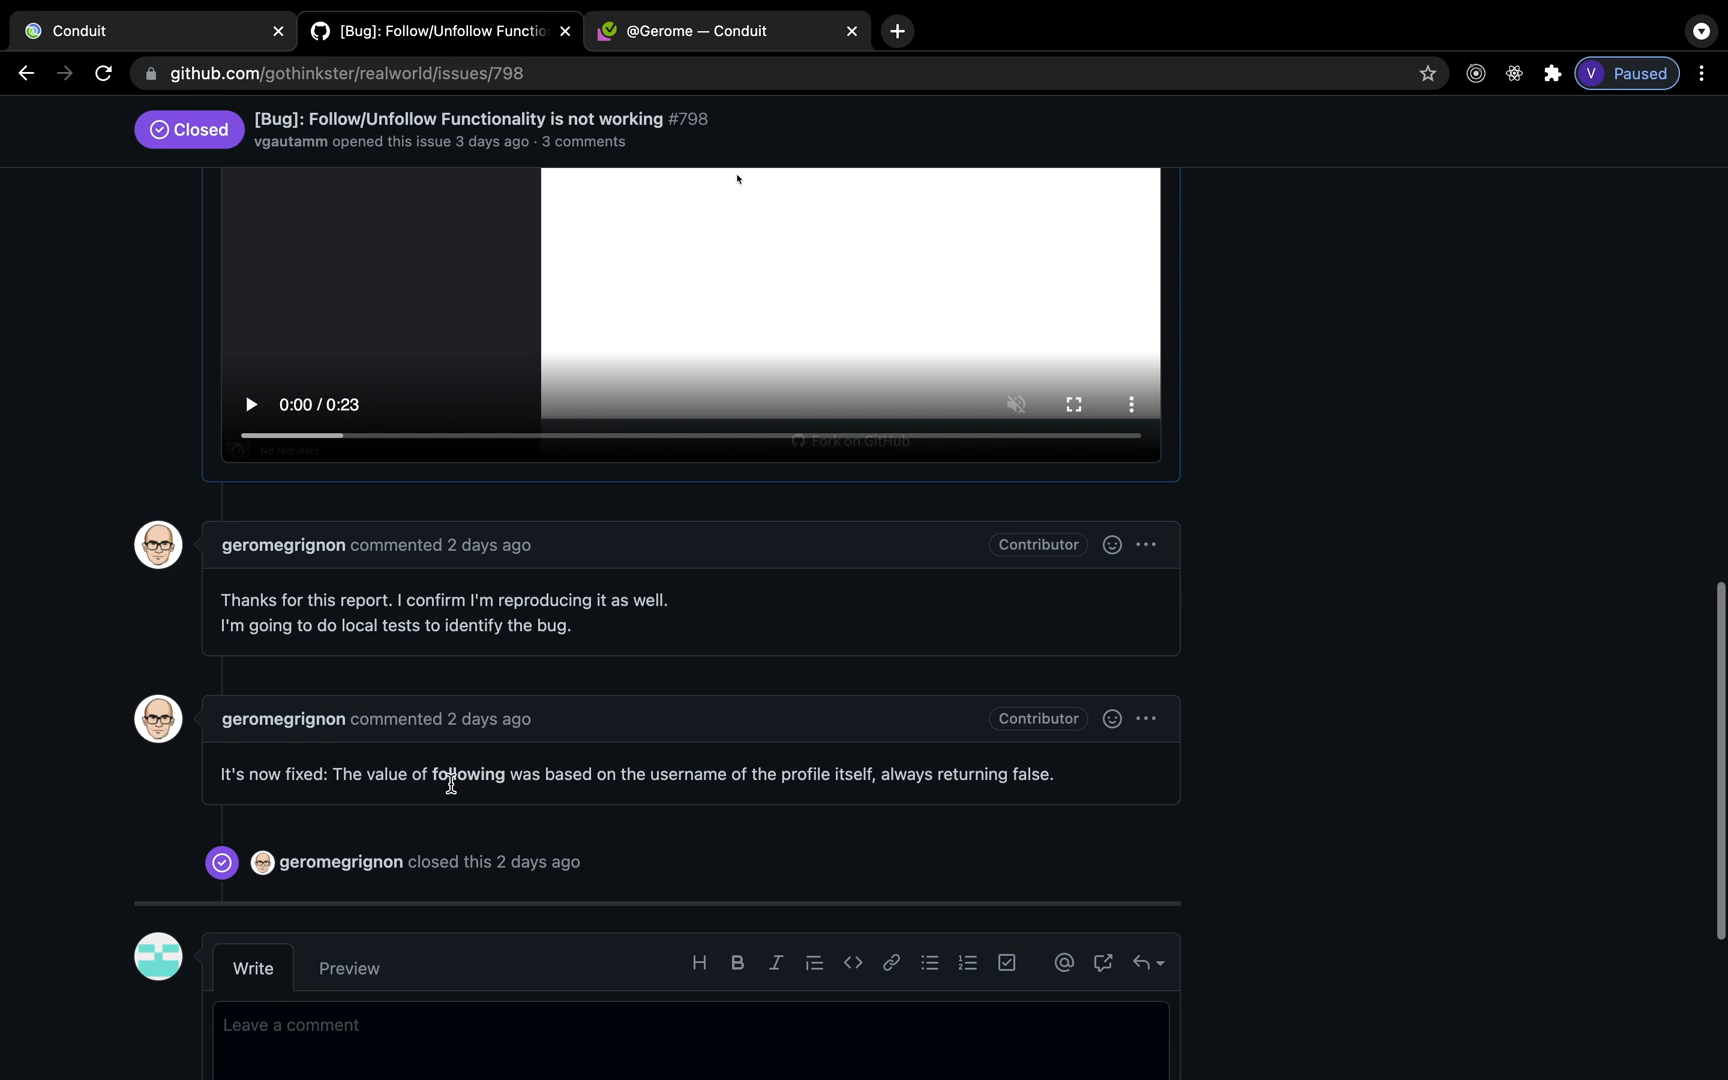 Conduit
[Bug]: Follow/Unfollow Functio
@Gerome — Conduit
github.com/gothinkster/realworld/issues/798
V Paused
Closed
[Bug]: Follow/Unfollow Functionality is not working #798
vgautamm opened this issue 3 days ago · 3 comments
0:00 / 0:23
Fork on GitHub
No requests
geromegrignon commented 2 days ago
Contributor
Thanks for this report. I confirm I'm reproducing it as well.
I'm going to do local tests to identify the bug.
geromegrignon commented 2 days ago
Contributor
It's now fixed: The value of following was based on the username of the profile itself, always returning false.
geromegrignon closed this 2 days ago
Write
Preview
Leave a comment